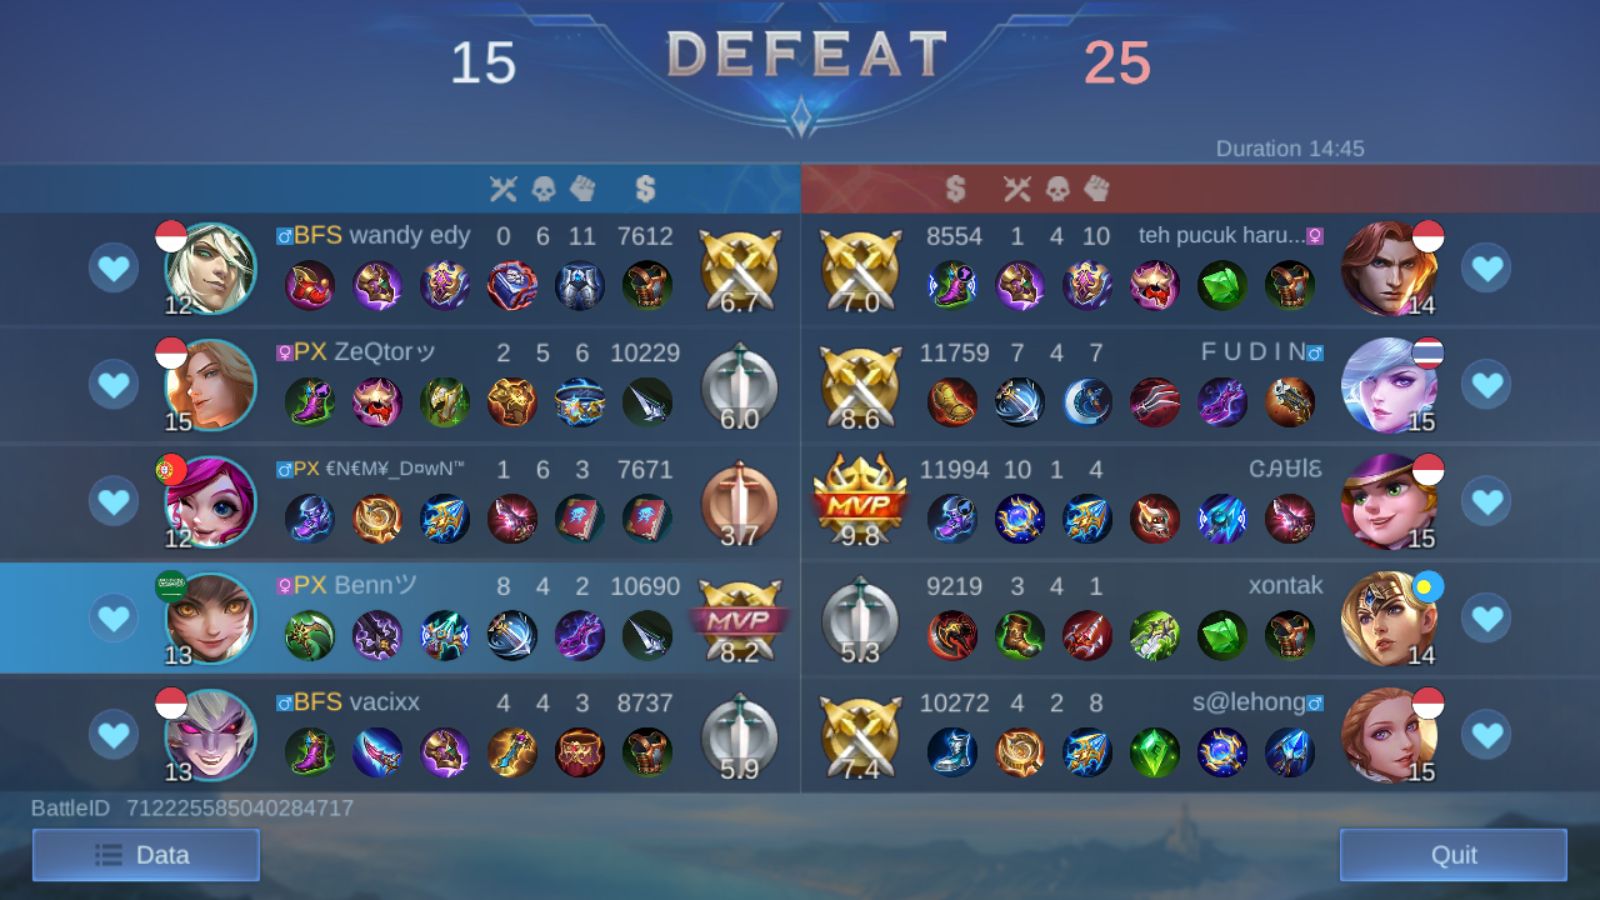 15 DEFEAT 25
Duration 14:45
BFS wandy edy 0 6 11 7612 6.7 12
7.0 8554 1 4 10 teh pucuk haru... 14
PX ZeQtorッ 2 5 6 10229 6.0 15
8.6 11759 7 4 7 F U D I N 15
PX €N€M¥_D¤wN™ 1 6 3 7671 3.7 12
MVP 9.8 11994 10 1 4 15
PX Bennツ 8 4 2 10690 MVP 8.2 13
5.3 9219 3 4 1 xontak 14
BFS vacixx 4 4 3 8737 5.9 13
7.4 10272 4 2 8 s@lehong 15
BattleID 712225585040284717
Data
Quit